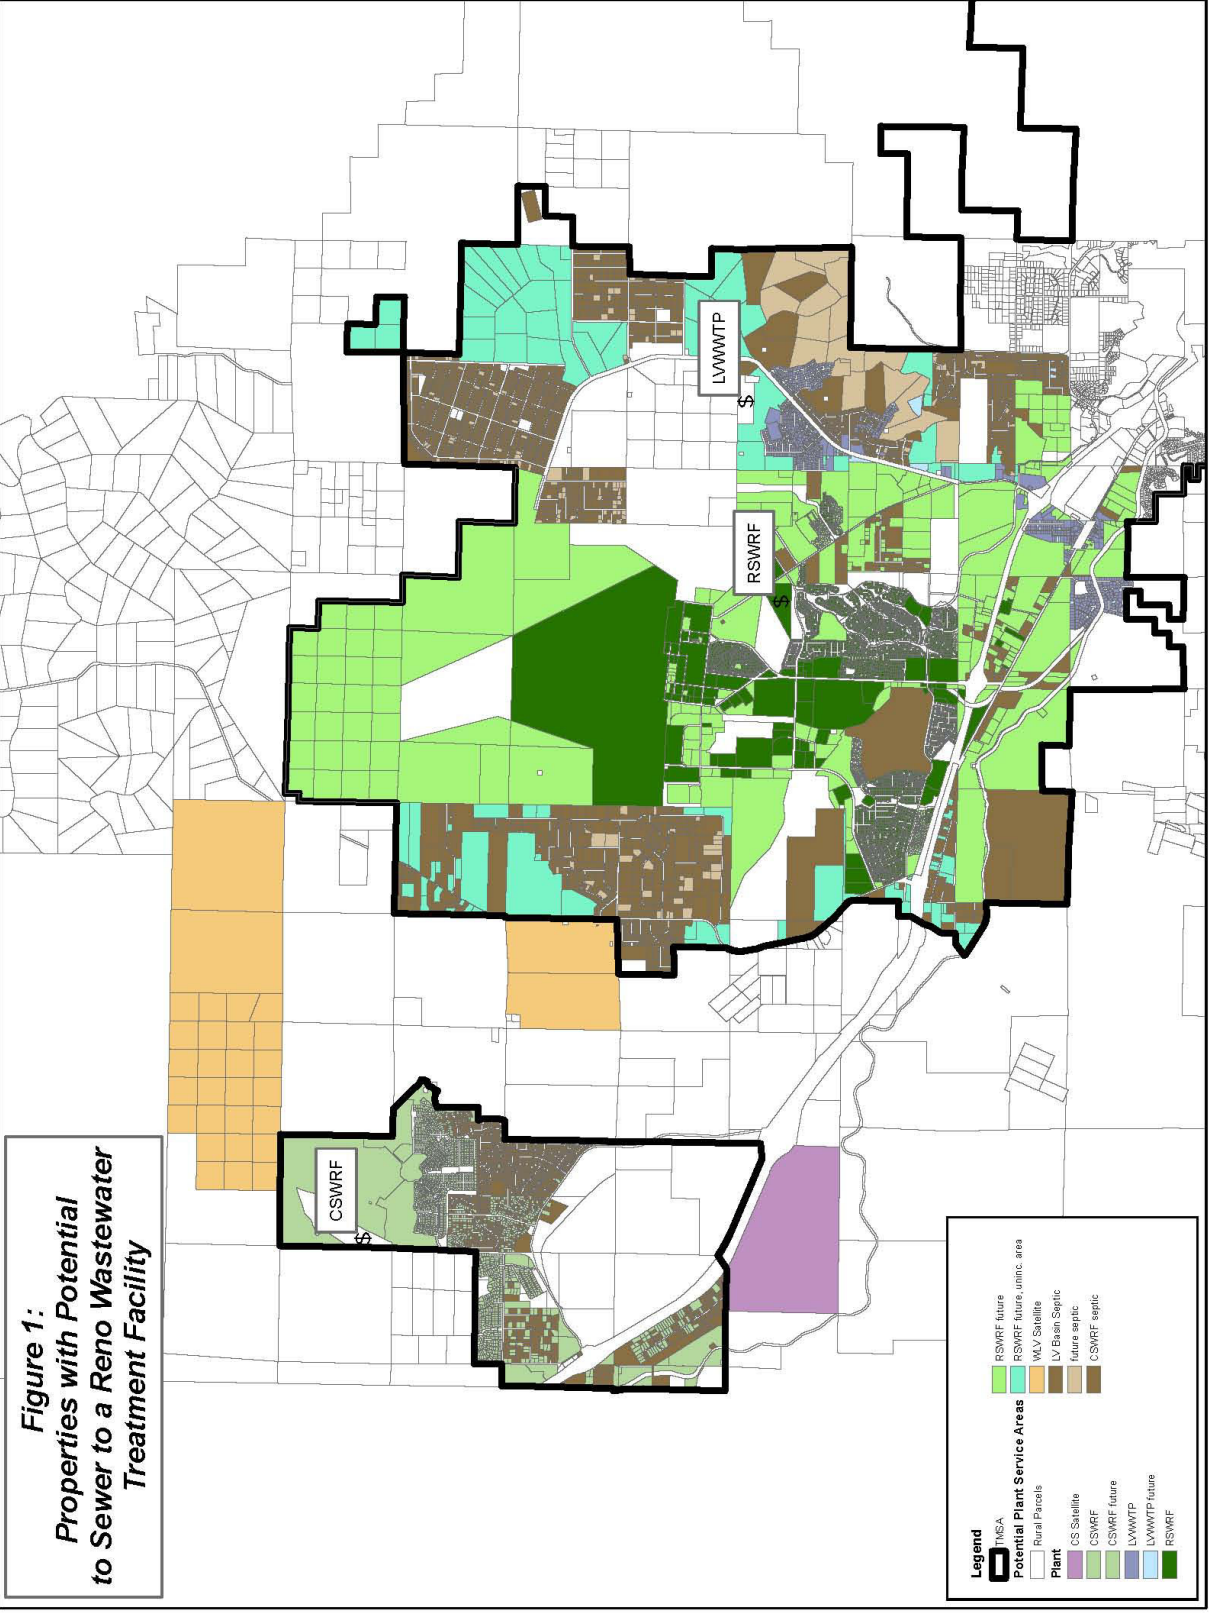 Figure 1:
Properties with Potential
to Sewer to a Reno Wastewater
Treatment Facility
CSWRF
$
RSWRF
$
LVWWTP
$
Legend
TMSA
Potential Plant Service Areas
Rural Parcels
Plant
CS Satellite
CSWRF
CSWRF future
LVWWTP
LVWWTP future
RSWRF
RSWRF future
RSWRF future, uninc. area
WLV Satellite
LV Basin Septic
future septic
CSWRF septic